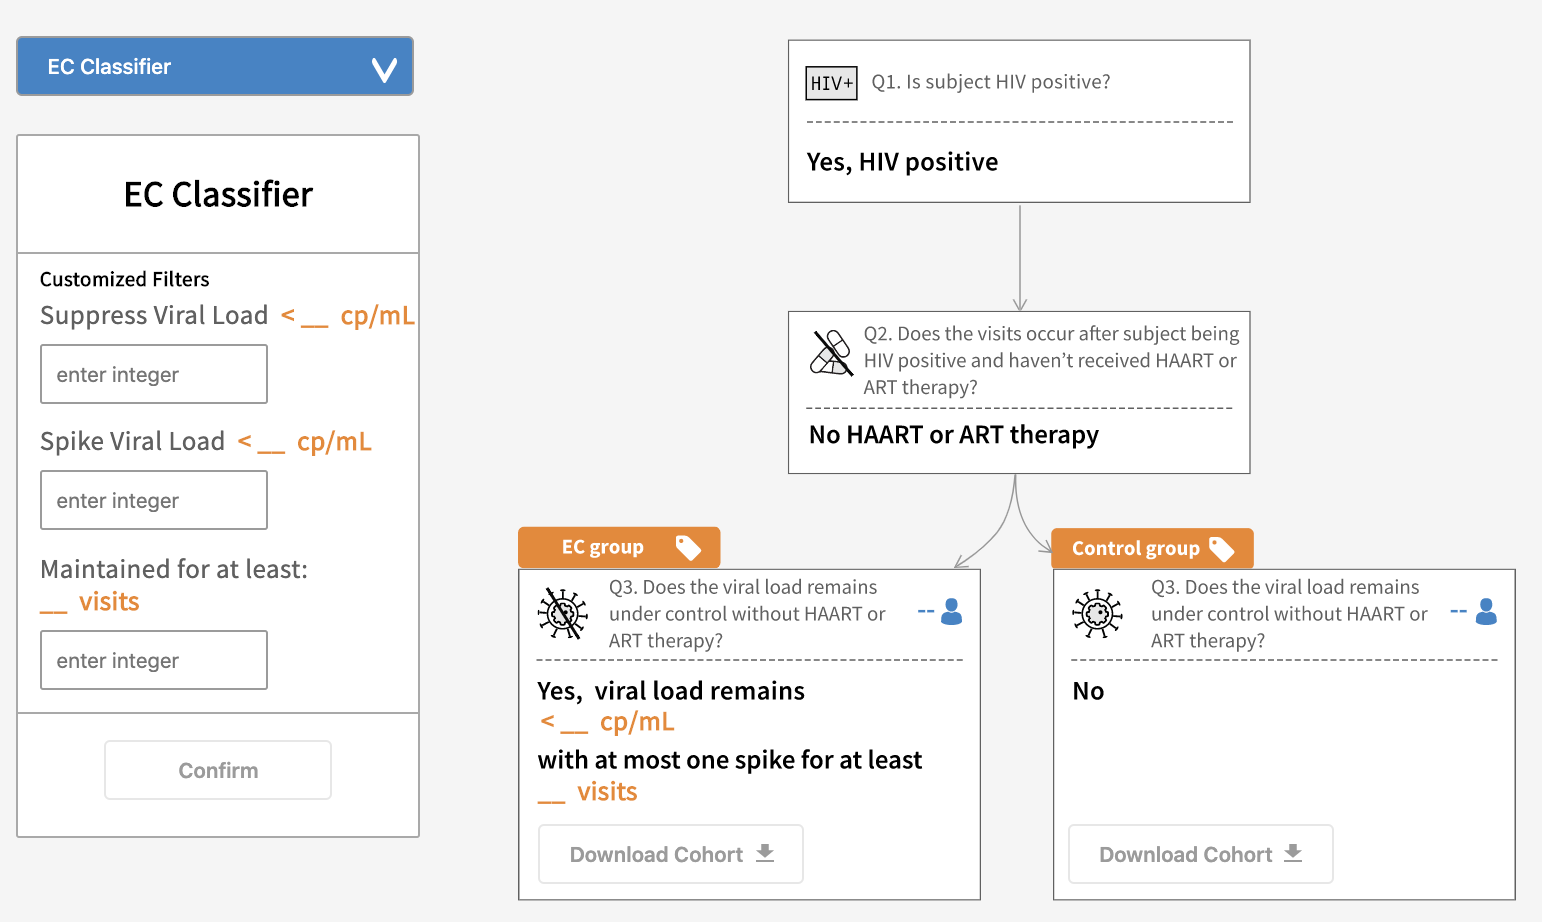 EC Classifier
EC Classifier
Customized Filters
Suppress Viral Load < __ cp/mL
enter integer
Spike Viral Load < __ cp/mL
enter integer
Maintained for at least:
__ visits
enter integer
Confirm
HIV+ Q1. Is subject HIV positive?
Yes, HIV positive
Q2. Does the visits occur after subject being
HIV positive and haven't received HAART or
ART therapy?
No HAART or ART therapy
EC group
Q3. Does the viral load remains
under control without HAART or
ART therapy?
--
Yes, viral load remains
< __ cp/mL
with at most one spike for at least
__ visits
Download Cohort
Control group
Q3. Does the viral load remains
under control without HAART or
ART therapy?
--
No
Download Cohort